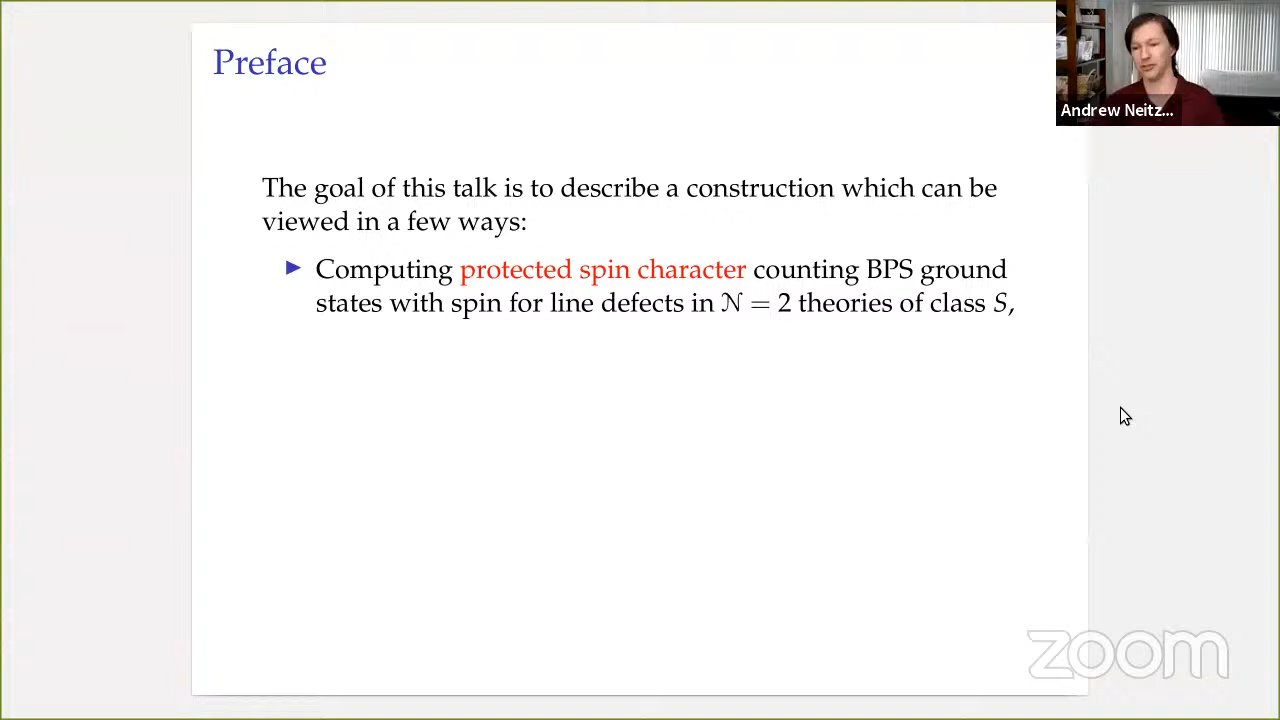 Preface
Andrew Neitz...
The goal of this talk is to describe a construction which can be
viewed in a few ways:
▶ Computing protected spin character counting BPS ground
states with spin for line defects in 𝒩 = 2 theories of class S,
zoom